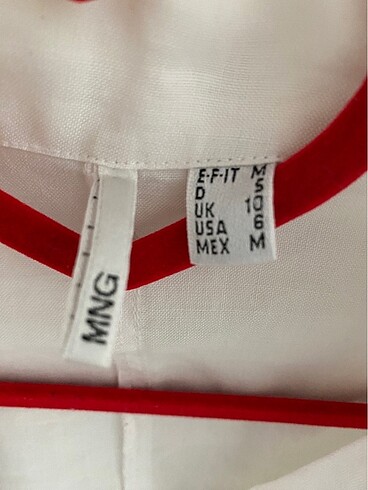 MNG
E-F-IT M
D S
UK 10
USA 6
MEX M